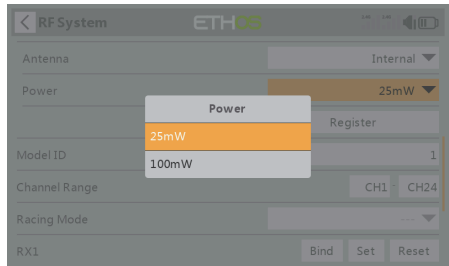 RF System ETHOS
Antenna Internal
Power 25mW
Power
25mW
100mW
Register
Model ID 1
Channel Range CH1 - CH24
Racing Mode ---
RX1 Bind Set Reset